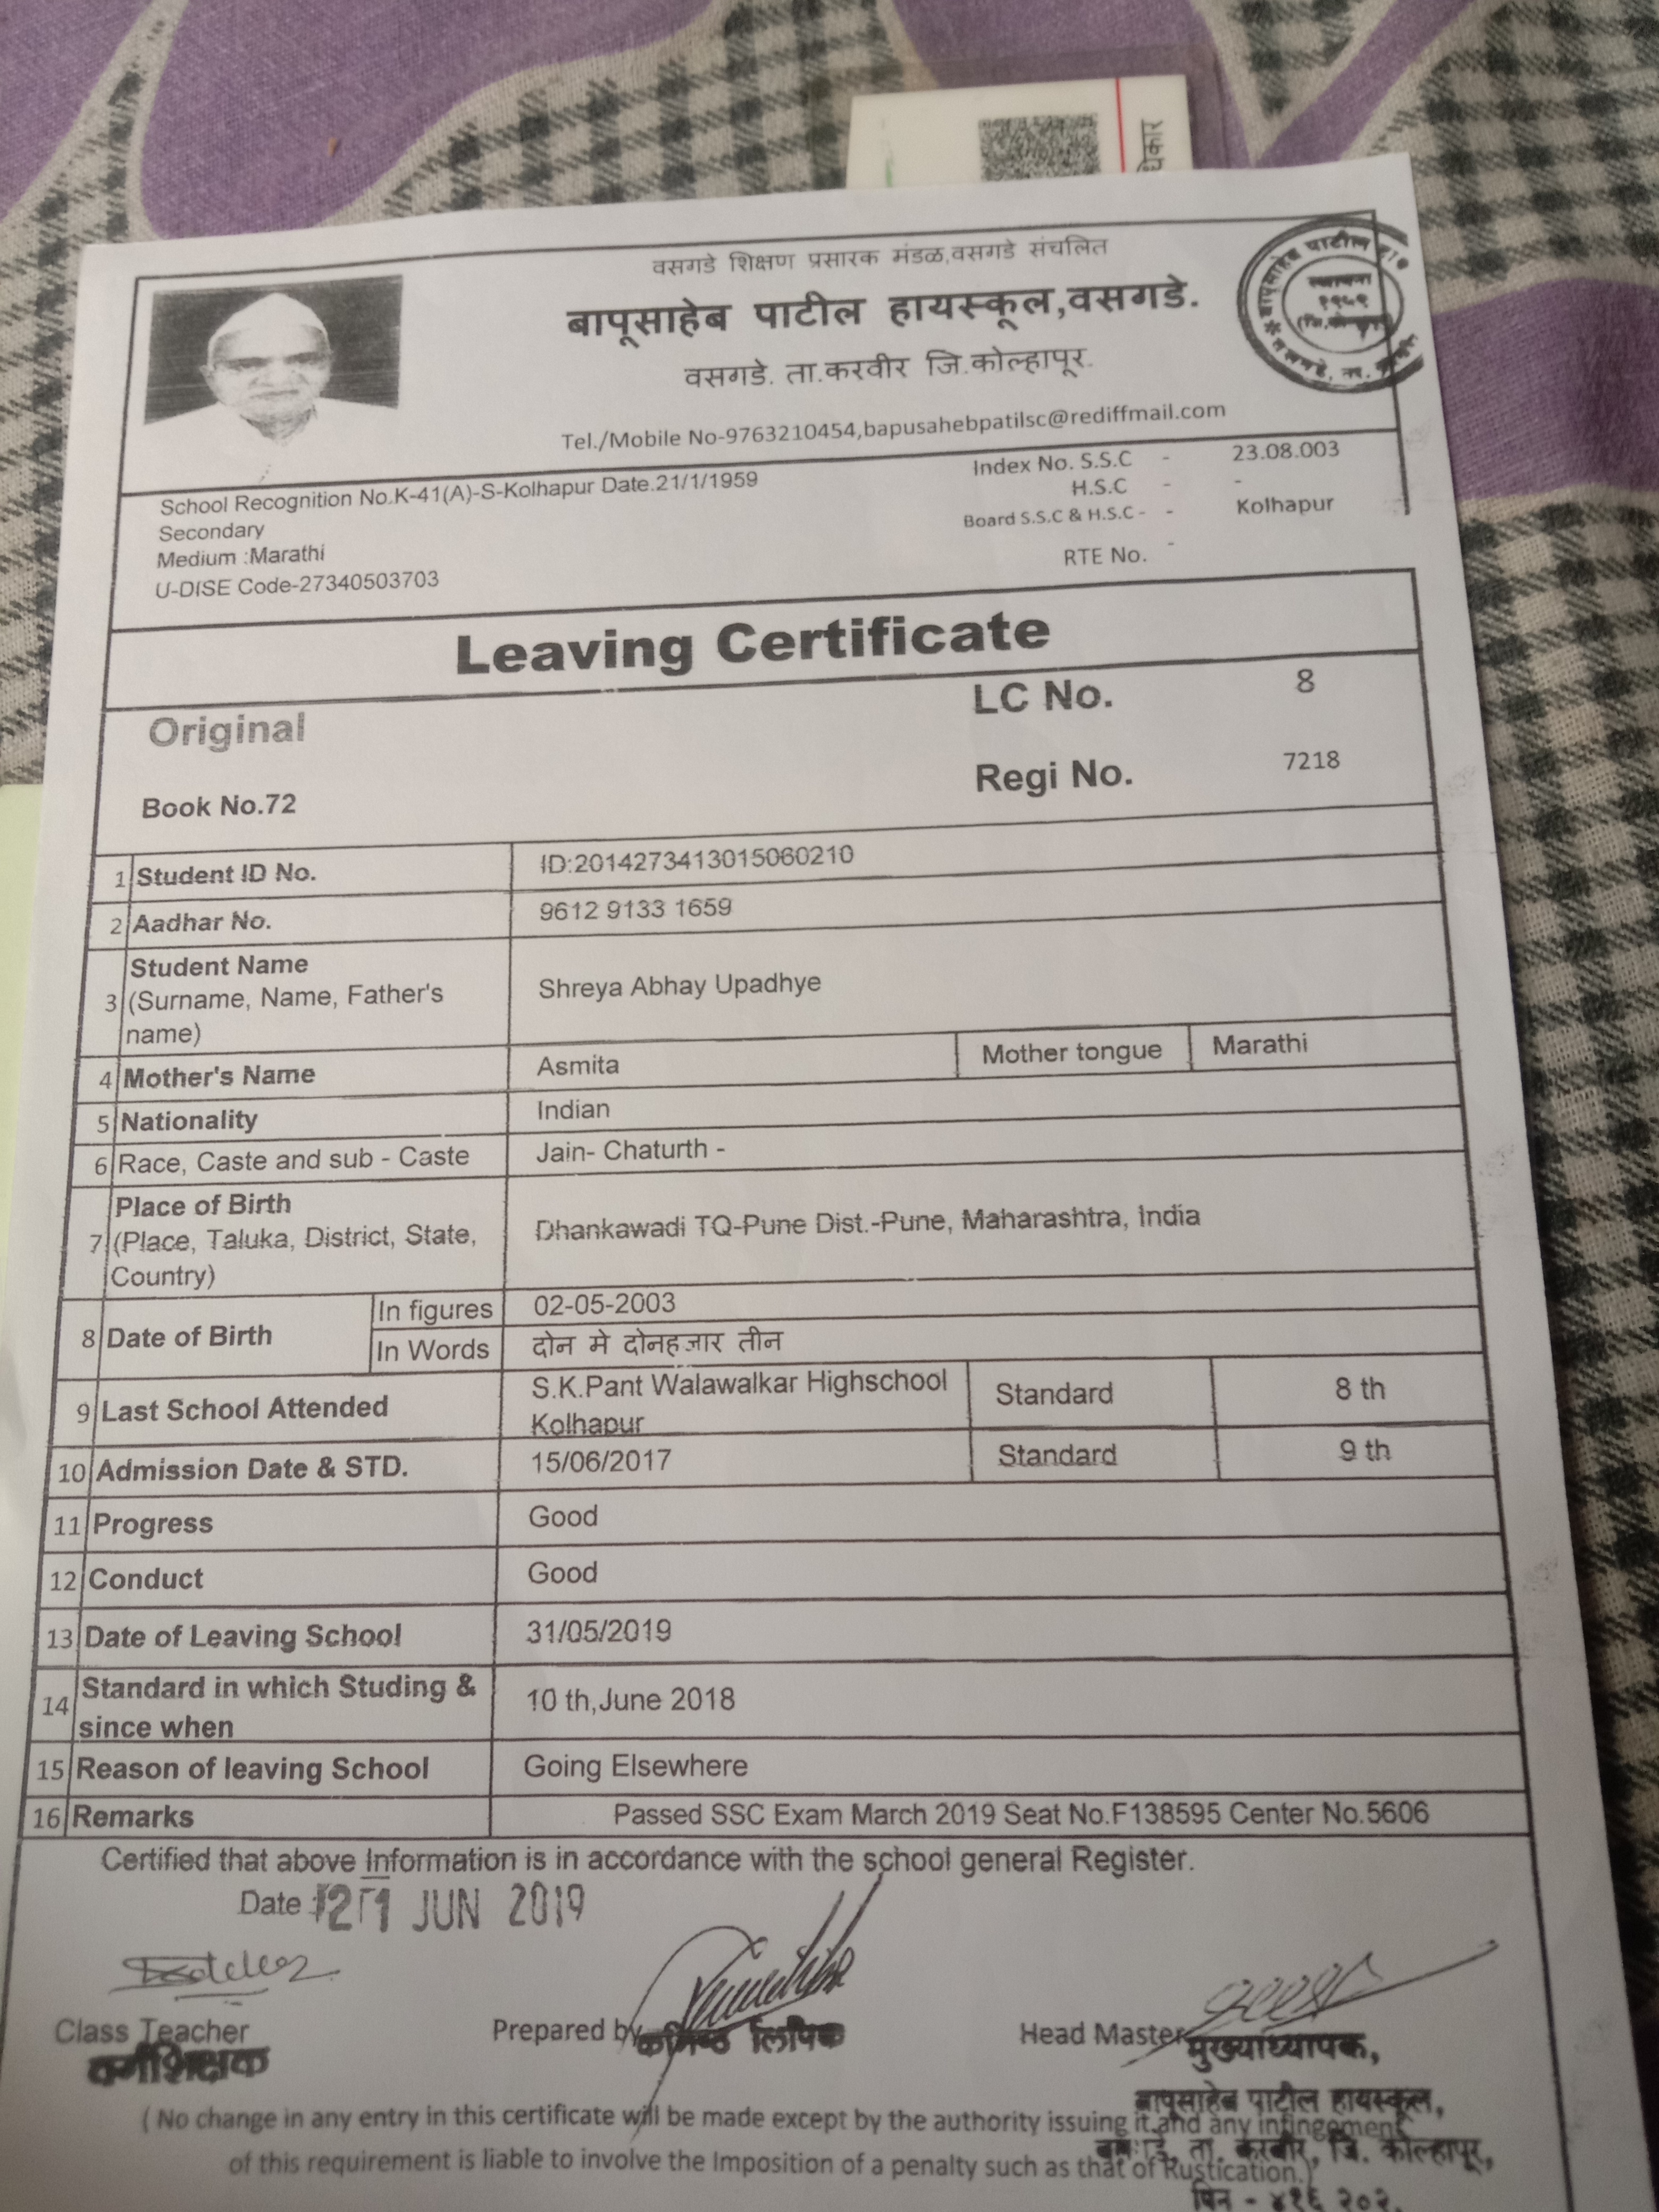 धिकार
वसगडे शिक्षण प्रसारक मंडळ,वसगडे संचलित
बापूसाहेब पाटील हायस्कूल,वसगडे.
वसगडे. ता.करवीर जि.कोल्हापूर.
Tel./Mobile No-9763210454,bapusahebpatilsc@rediffmail.com
बापूसाहेब पाटील
स्थापना
१९५९
School Recognition No.K-41(A)-S-Kolhapur Date.21/1/1959
Secondary
Medium :Marathi
U-DISE Code-27340503703
Index No. S.S.C - 23.08.003
H.S.C - -
Board S.S.C & H.S.C - - Kolhapur
RTE No. -
Leaving Certificate
Original
LC No. 8
Book No.72
Regi No. 7218
1 Student ID No. ID:2014273413015060210
2 Aadhar No. 9612 9133 1659
3 Student Name
(Surname, Name, Father's
name)
Shreya Abhay Upadhye
4 Mother's Name Asmita Mother tongue Marathi
5 Nationality Indian
6 Race, Caste and sub - Caste Jain- Chaturth -
7 Place of Birth
(Place, Taluka, District, State,
Country)
Dhankawadi TQ-Pune Dist.-Pune, Maharashtra, India
8 Date of Birth In figures 02-05-2003
In Words दोन मे दोनहजार तीन
9 Last School Attended S.K.Pant Walawalkar Highschool
Kolhapur
Standard 8 th
10 Admission Date & STD. 15/06/2017 Standard 9 th
11 Progress Good
12 Conduct Good
13 Date of Leaving School 31/05/2019
14 Standard in which Studing &
since when
10 th,June 2018
15 Reason of leaving School Going Elsewhere
16 Remarks Passed SSC Exam March 2019 Seat No.F138595 Center No.5606
Certified that above Information is in accordance with the school general Register.
Date : 21 JUN 2019
Class Teacher
वर्गशिक्षक
Prepared by
कनिष्ठ लिपिक
Head Master
मुख्याध्यापक,
बापूसाहेब पाटील हायस्कूल,
(No change in any entry in this certificate will be made except by the authority issuing it and any infingement
ता. करवीर, जि. कोल्हापूर,
of this requirement is liable to involve the Imposition of a penalty such as that of Rustication.)
पिन - ४१६ २०२.